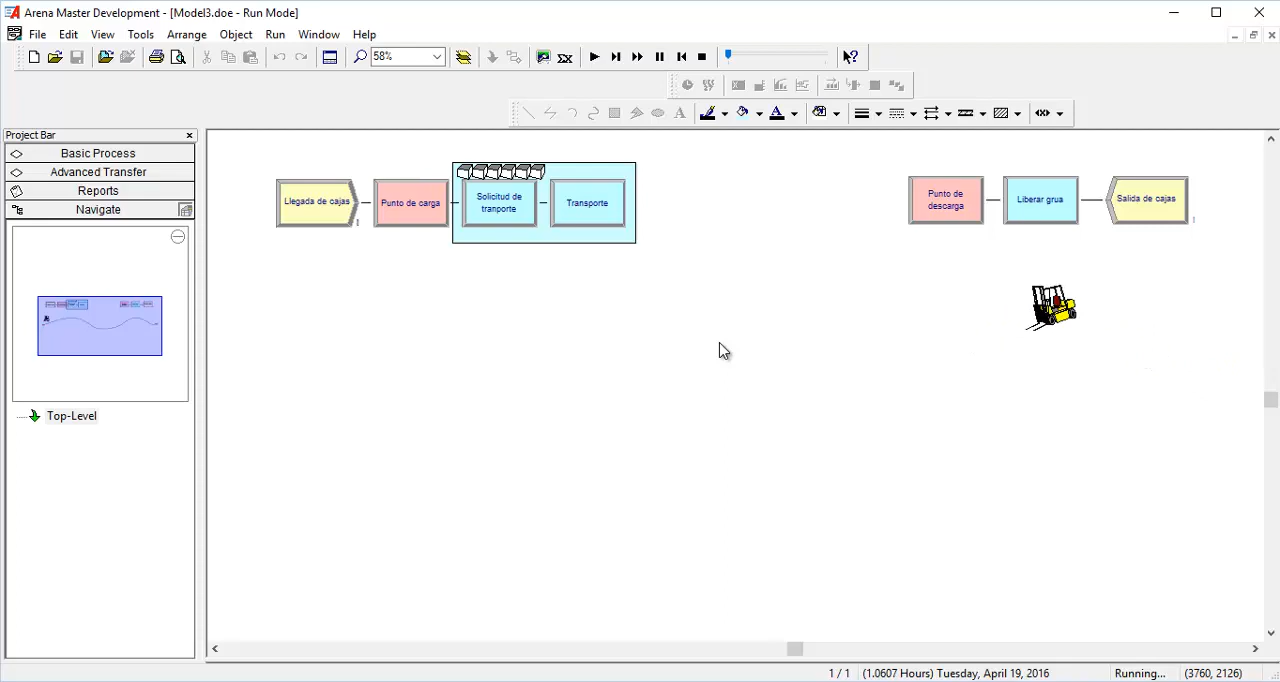 Arena Master Development - [Model3.doe - Run Mode]
File Edit View Tools Arrange Object Run Window Help
58%
Project Bar
Basic Process
Advanced Transfer
Reports
Navigate
Top-Level
Llegada de cajas
Punto de carga
Solicitud de
tranporte
Transporte
Punto de
descarga
Liberar grua
Salida de cajas
1 / 1 (1.0607 Hours) Tuesday, April 19, 2016 Running... (3760, 2126)